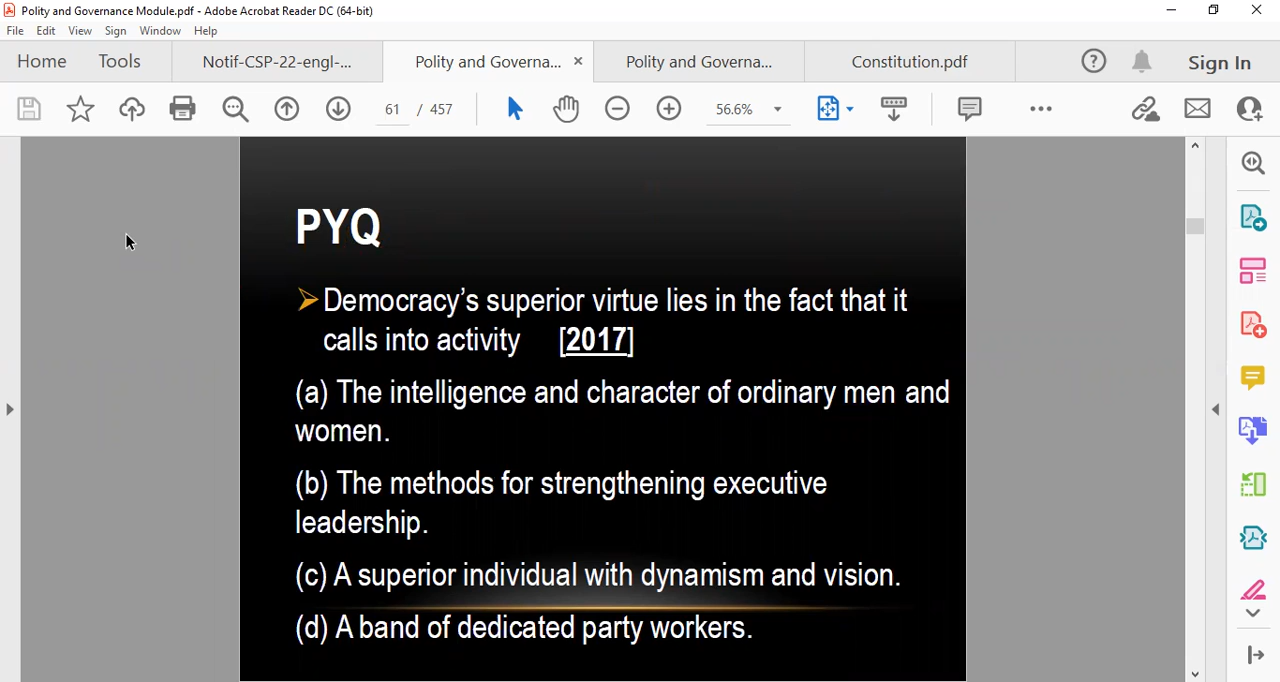 Polity and Governance Module.pdf - Adobe Acrobat Reader DC (64-bit)
File Edit View Sign Window Help
Home Tools Notif-CSP-22-engl-... Polity and Governa... × Polity and Governa... Constitution.pdf ? Sign In
61 / 457 56.6%
PYQ
Democracy’s superior virtue lies in the fact that it
calls into activity [2017]
(a) The intelligence and character of ordinary men and
women.
(b) The methods for strengthening executive
leadership.
(c) A superior individual with dynamism and vision.
(d) A band of dedicated party workers.